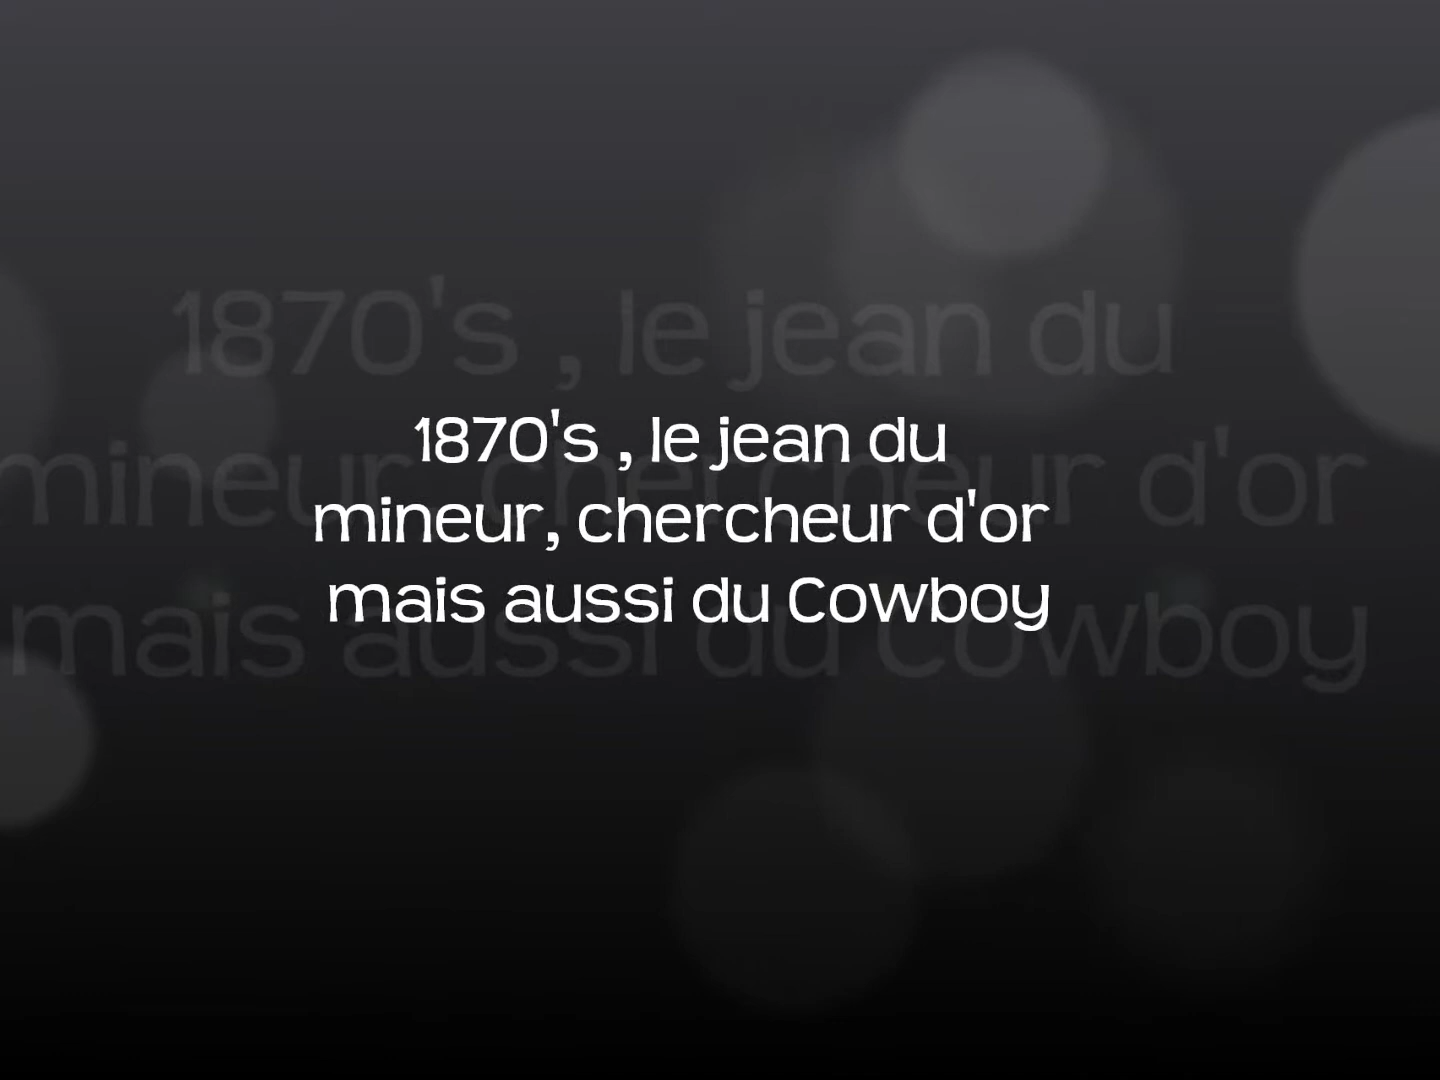 1870's , le jean du
mineur, chercheur d'or
mais aussi du Cowboy